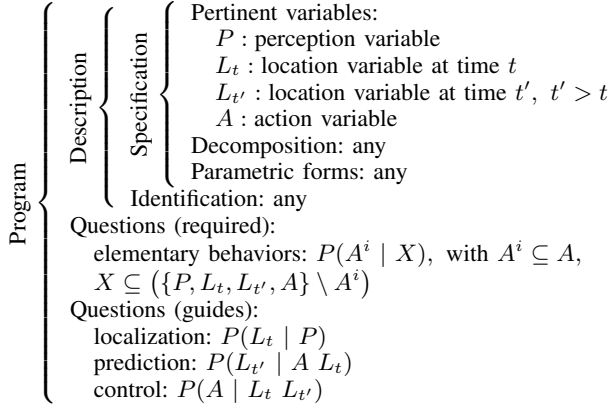 Program
Description
Specification
Pertinent variables:
P : perception variable
L_t : location variable at time t
L_{t'} : location variable at time t', t' > t
A : action variable
Decomposition: any
Parametric forms: any
Identification: any
Questions (required):
elementary behaviors: P(A^i | X), with A^i ⊆ A,
X ⊆ ({P, L_t, L_{t'}, A} \ A^i)
Questions (guides):
localization: P(L_t | P)
prediction: P(L_{t'} | A L_t)
control: P(A | L_t L_{t'})